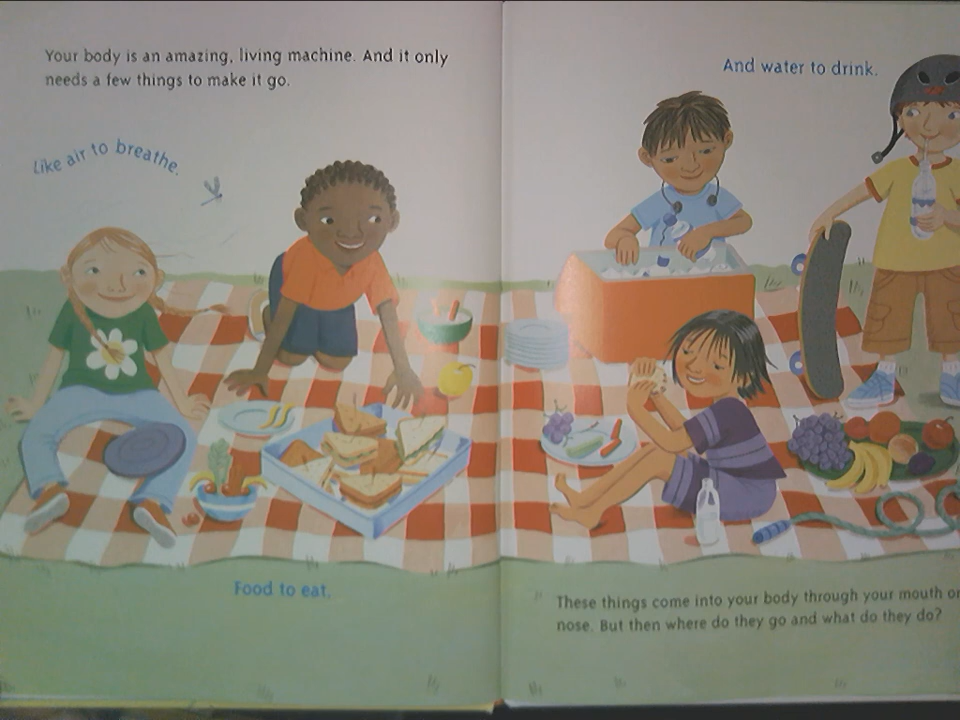 Your body is an amazing, living machine. And it only
needs a few things to make it go.
Like air to breathe.
Food to eat.
And water to drink.
These things come into your body through your mouth or
nose. But then where do they go and what do they do?